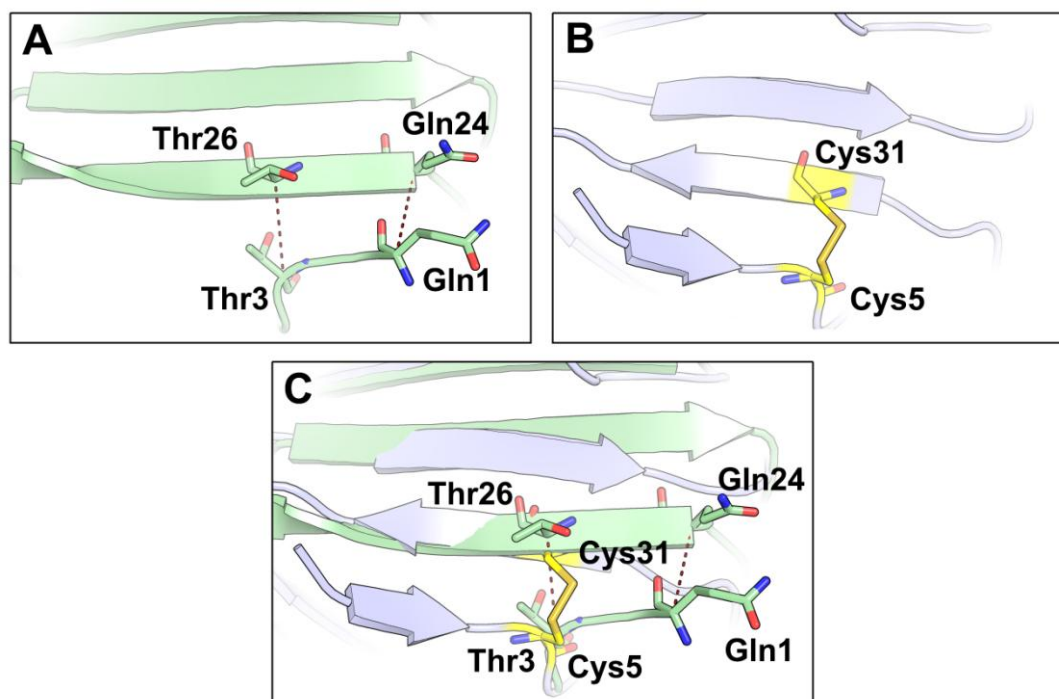 A
Thr26
Gln24
Thr3
Gln1
B
Cys31
Cys5
C
Thr26
Gln24
Cys31
Thr3
Cys5
Gln1